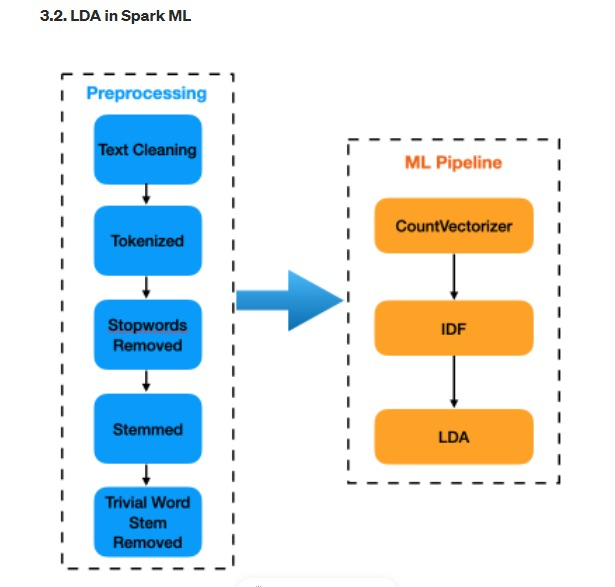 3.2. LDA in Spark ML
Preprocessing
Text Cleaning
Tokenized
Stopwords
Removed
Stemmed
Trivial Word
Stem
Removed
ML Pipeline
CountVectorizer
IDF
LDA